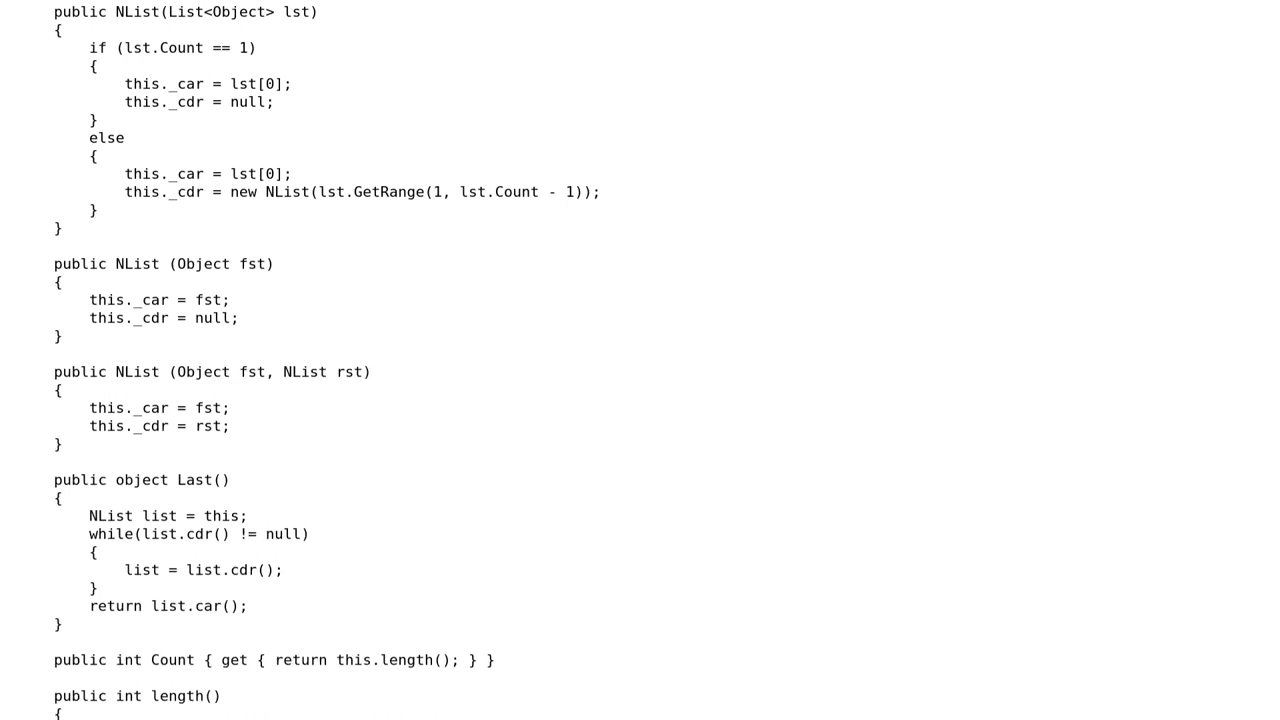 public NList(List<Object> lst)
{
if (lst.Count == 1)
{
this._car = lst[0];
this._cdr = null;
}
else
{
this._car = lst[0];
this._cdr = new NList(lst.GetRange(1, lst.Count - 1));
}
}
public NList (Object fst)
{
this._car = fst;
this._cdr = null;
}
public NList (Object fst, NList rst)
{
this._car = fst;
this._cdr = rst;
}
public object Last()
{
NList list = this;
while(list.cdr() != null)
{
list = list.cdr();
}
return list.car();
}
public int Count { get { return this.length(); } }
public int length()
{